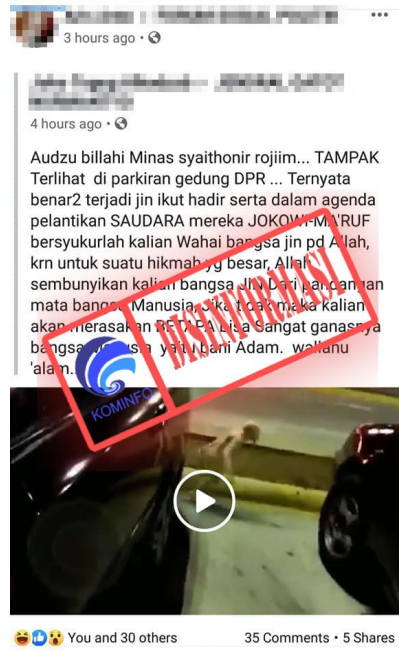 3 hours ago
4 hours ago
Audzu billahi Minas syaithonir rojiim... TAMPAK
Terlihat di parkiran gedung DPR ... Ternyata
benar2 terjadi jin ikut hadir serta dalam agenda
pelantikan SAUDARA mereka JOKOWI-MA'RUF
bersyukurlah kalian Wahai bangsa jin pd Allah,
krn untuk suatu hikmah yg besar, Allah
sembunyikan kalian bangsa JIN Dari pandangan
mata bangsa Manusia, Jika tidak maka kalian
akan merasakan BETAPA bisa Sangat ganasnya
bangsa yaitu bani Adam. wallahu
'alam..
DISINFORMASI
KOMINFO
You and 30 others
35 Comments • 5 Shares